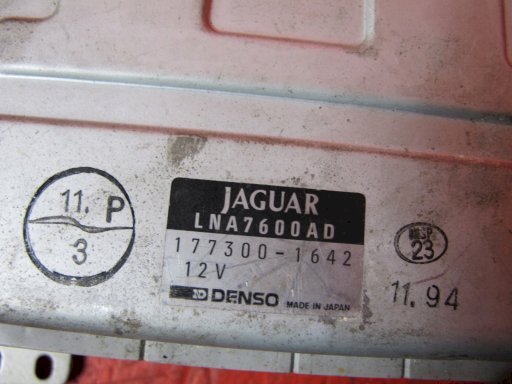 JAGUAR
LNA7600AD
177300-1642
12V
DENSO
MADE IN JAPAN
11. P
3
23
11.94